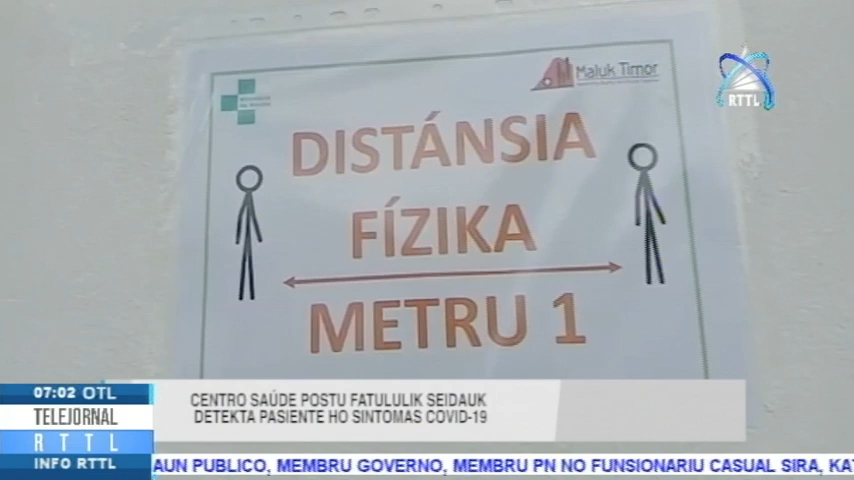 Maluk Timor
RTTL
DISTÁNSIA
FÍZIKA
METRU 1
07:02 OTL
TELEJORNAL
RTTL
INFO RTTL
CENTRO SAÚDE POSTU FATULULIK SEIDAUK
DETEKTA PASIENTE HO SINTOMAS COVID-19
AUN PUBLICO, MEMBRU GOVERNO, MEMBRU PN NO FUNSIONARIU CASUAL SIRA, KA